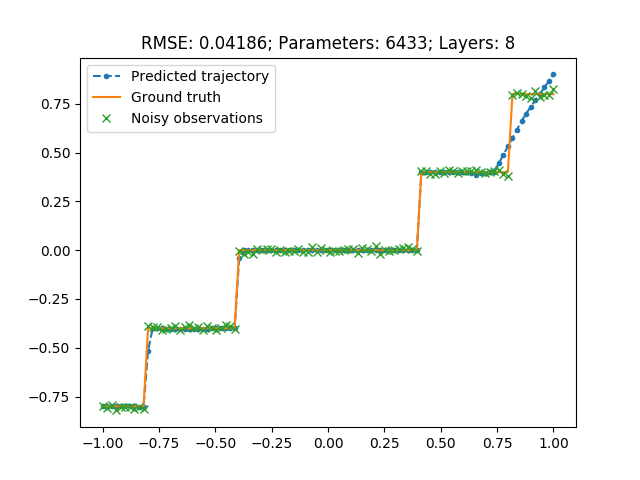 RMSE: 0.04186; Parameters: 6433; Layers: 8
Predicted trajectory
Ground truth
Noisy observations
0.75
0.50
0.25
0.00
−0.25
−0.50
−0.75
−1.00 −0.75 −0.50 −0.25 0.00 0.25 0.50 0.75 1.00